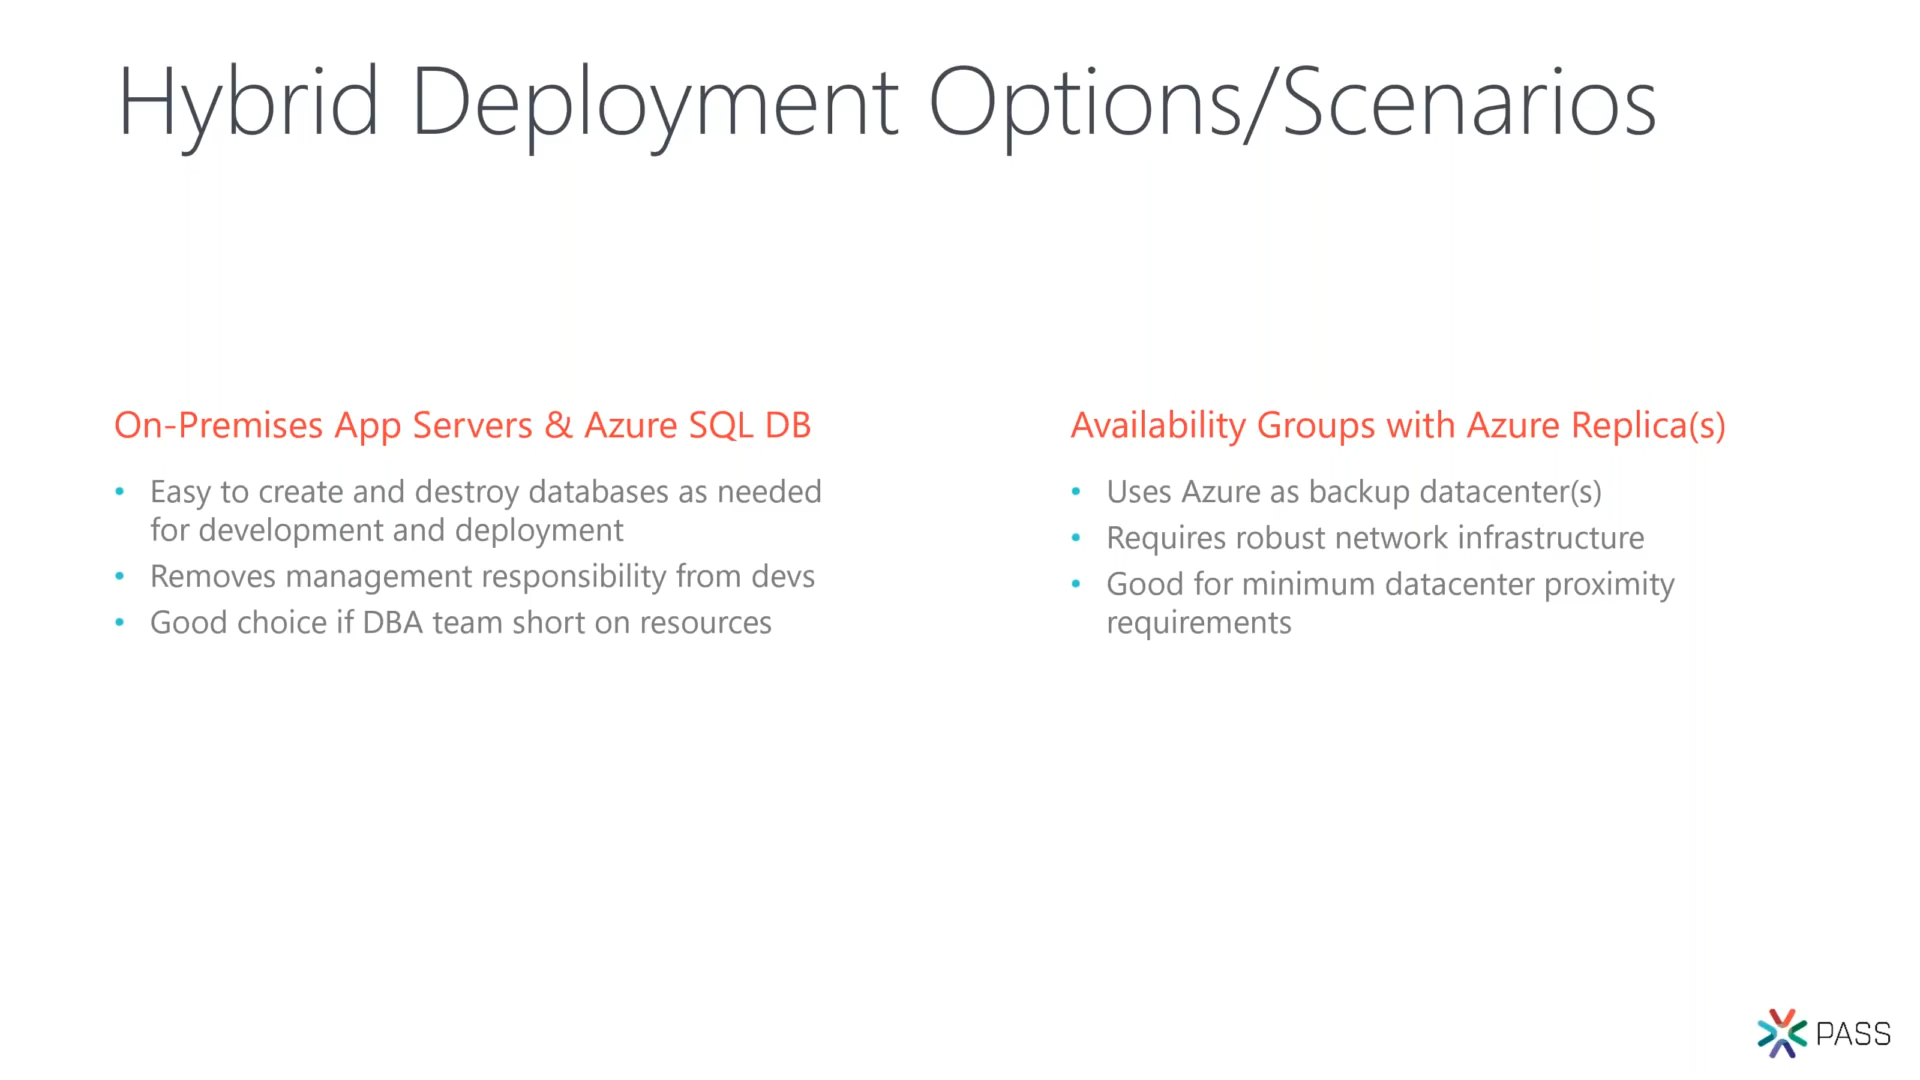 Hybrid Deployment Options/Scenarios
On-Premises App Servers & Azure SQL DB
• Easy to create and destroy databases as needed
for development and deployment
• Removes management responsibility from devs
• Good choice if DBA team short on resources
Availability Groups with Azure Replica(s)
• Uses Azure as backup datacenter(s)
• Requires robust network infrastructure
• Good for minimum datacenter proximity
requirements
PASS